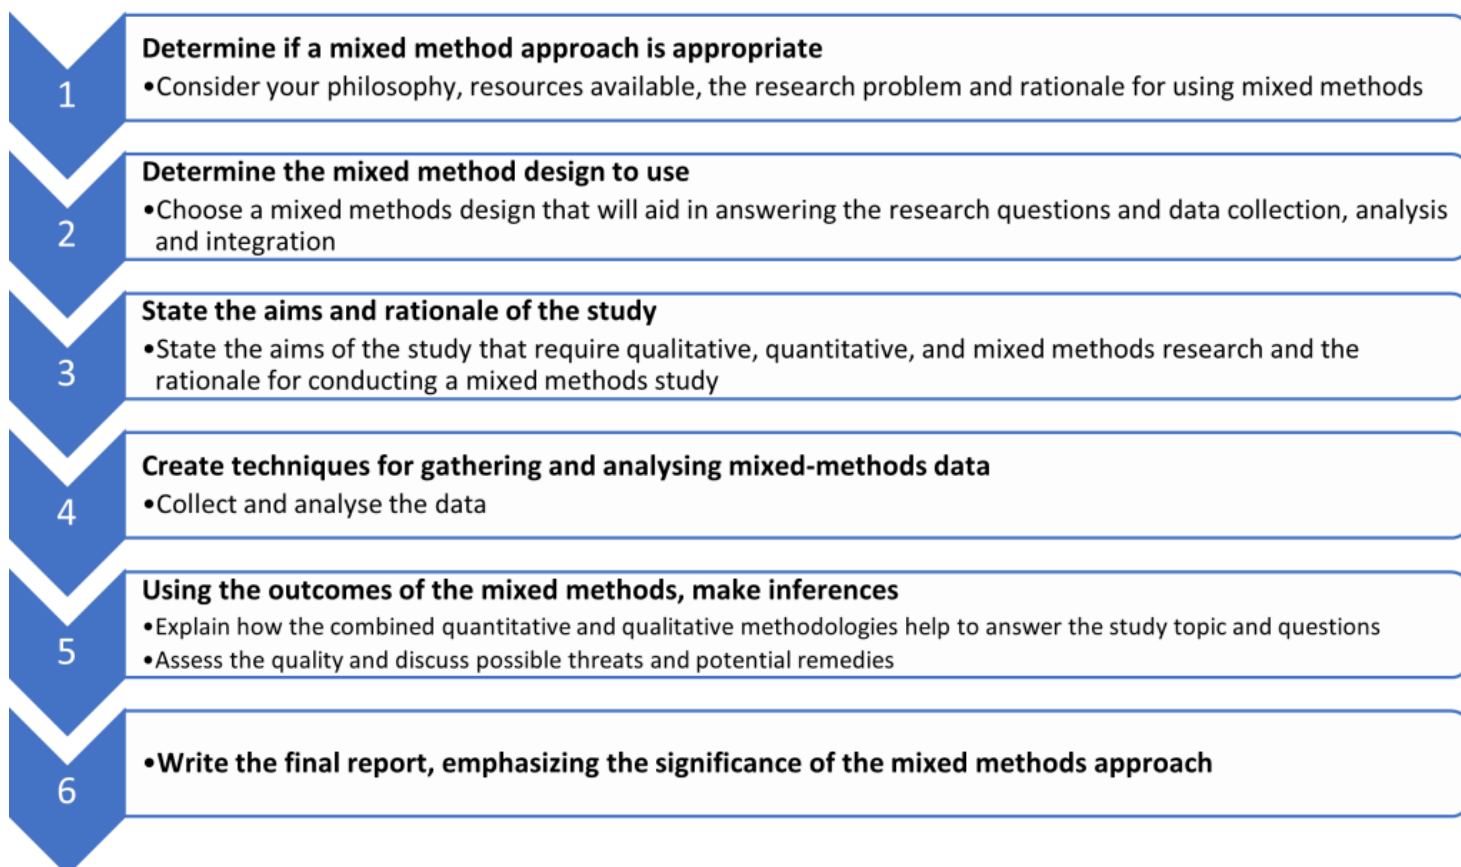 1
Determine if a mixed method approach is appropriate
•Consider your philosophy, resources available, the research problem and rationale for using mixed methods
2
Determine the mixed method design to use
•Choose a mixed methods design that will aid in answering the research questions and data collection, analysis
and integration
3
State the aims and rationale of the study
•State the aims of the study that require qualitative, quantitative, and mixed methods research and the
rationale for conducting a mixed methods study
4
Create techniques for gathering and analysing mixed-methods data
•Collect and analyse the data
5
Using the outcomes of the mixed methods, make inferences
•Explain how the combined quantitative and qualitative methodologies help to answer the study topic and questions
•Assess the quality and discuss possible threats and potential remedies
6
•Write the final report, emphasizing the significance of the mixed methods approach